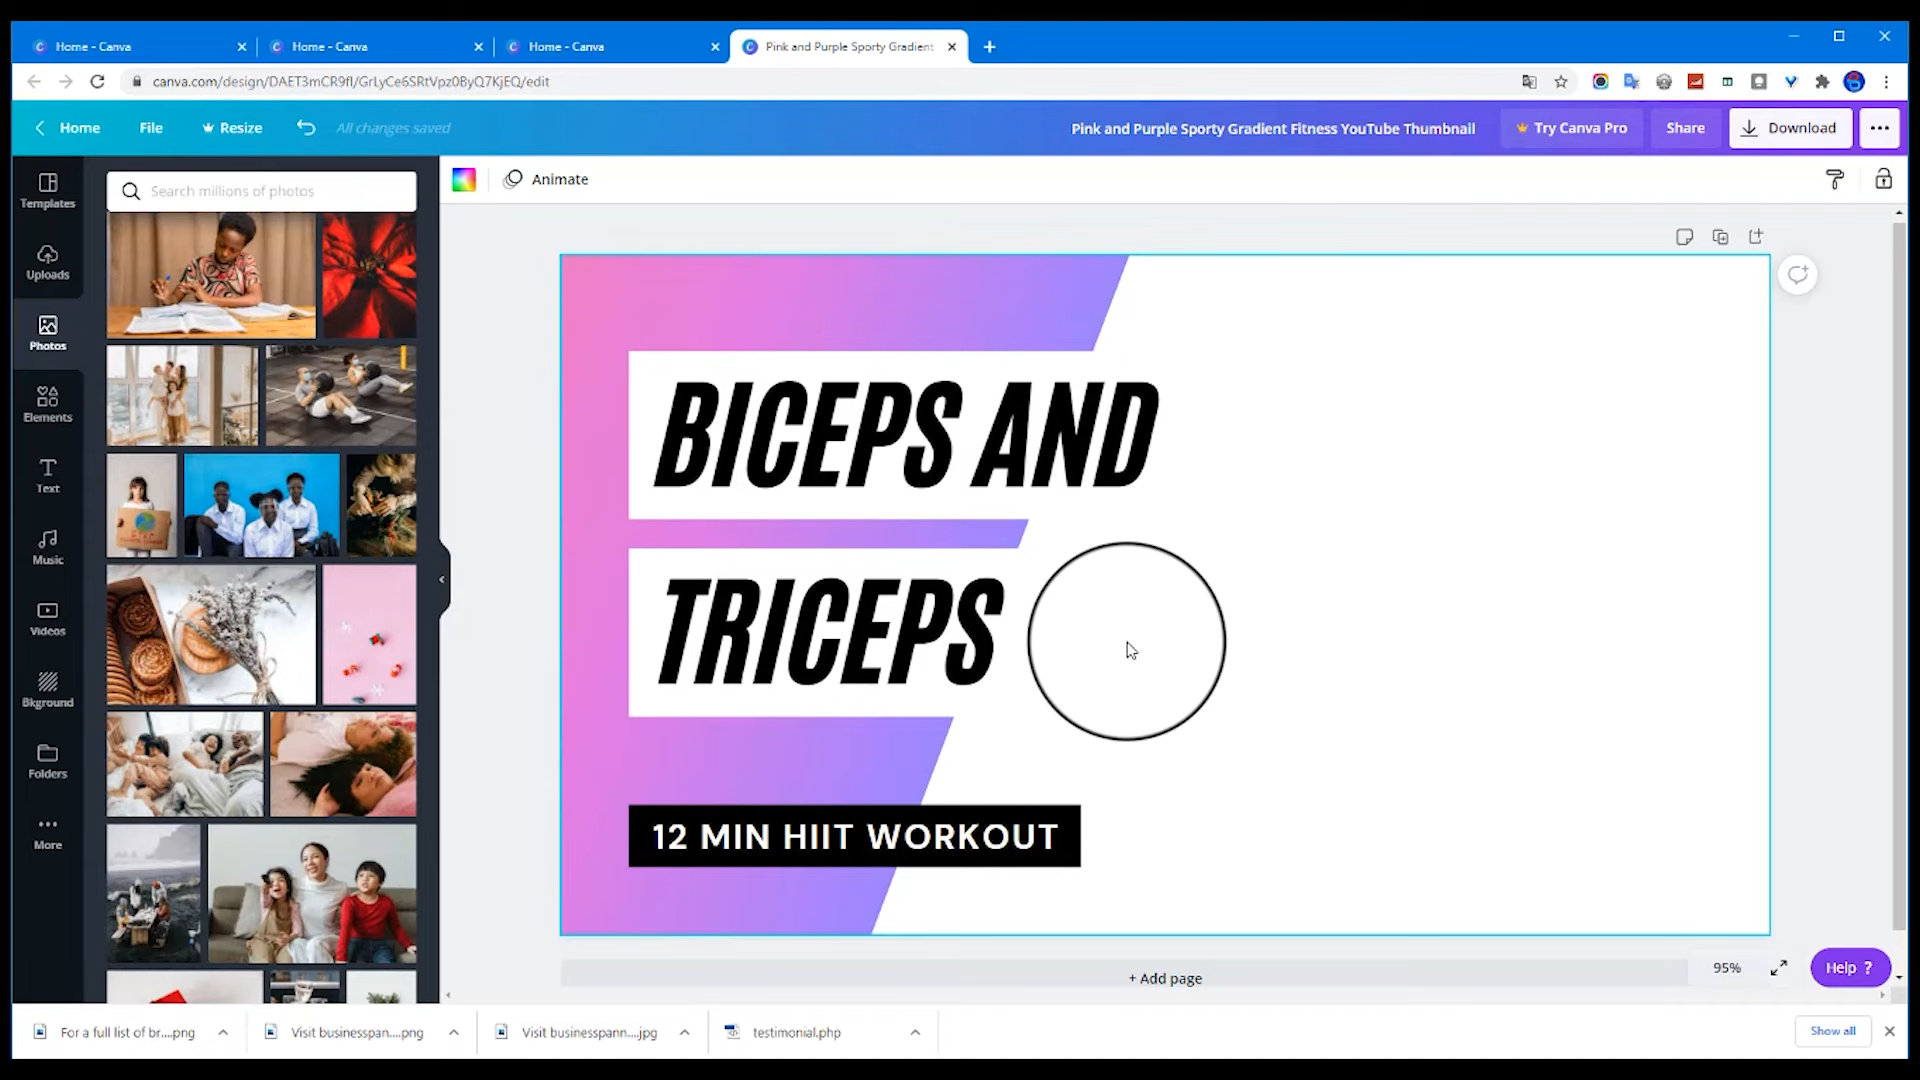 Home - Canva
Home - Canva
Home - Canva
Pink and Purple Sporty Gradient
canva.com/design/DAET3mCR9fI/GrLyCe6SRtVpz0ByQ7KjEQ/edit
Home
File
Resize
All changes saved
Pink and Purple Sporty Gradient Fitness YouTube Thumbnail
Try Canva Pro
Share
Download
Templates
Uploads
Photos
Elements
Text
Music
Videos
Bkground
Folders
More
Search millions of photos
Animate
BICEPS AND
TRICEPS
12 MIN HIIT WORKOUT
+ Add page
95%
Help ?
For a full list of br....png
Visit businesspan....png
Visit businesspann....jpg
testimonial.php
Show all